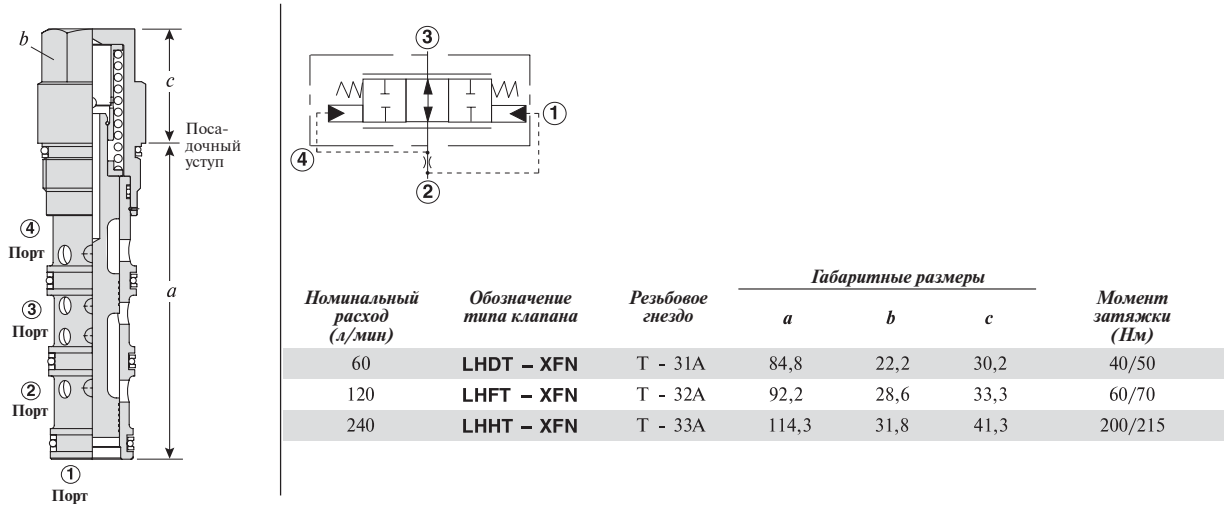 b
c
Поса-
дочный
уступ
④
Порт
a
③
Порт
②
Порт
①
Порт
③
①
④
②
Габаритные размеры
Номинальный расход (л/мин) Обозначение типа клапана Резьбовое гнездо a b c Момент затяжки (Нм)
60 LHDT – XFN T - 31A 84,8 22,2 30,2 40/50
120 LHFT – XFN T - 32A 92,2 28,6 33,3 60/70
240 LHHT – XFN T - 33A 114,3 31,8 41,3 200/215